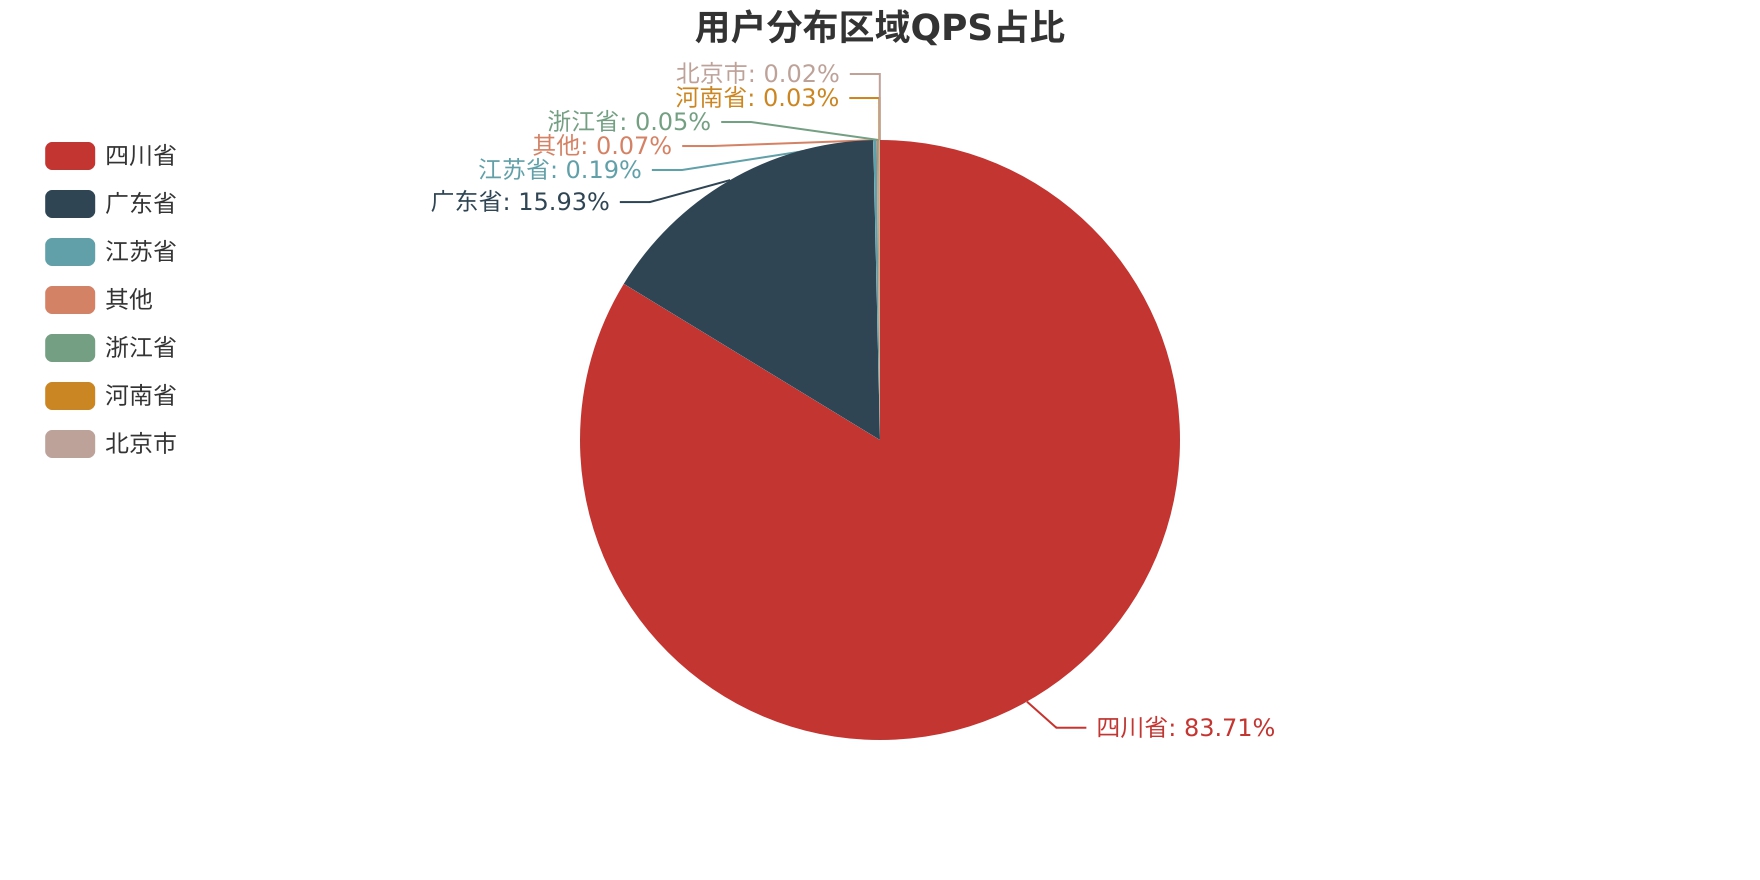 用户分布区域QPS占比
北京市: 0.02%
河南省: 0.03%
浙江省: 0.05%
其他: 0.07%
江苏省: 0.19%
广东省: 15.93%
四川省
广东省
江苏省
其他
浙江省
河南省
北京市
四川省: 83.71%